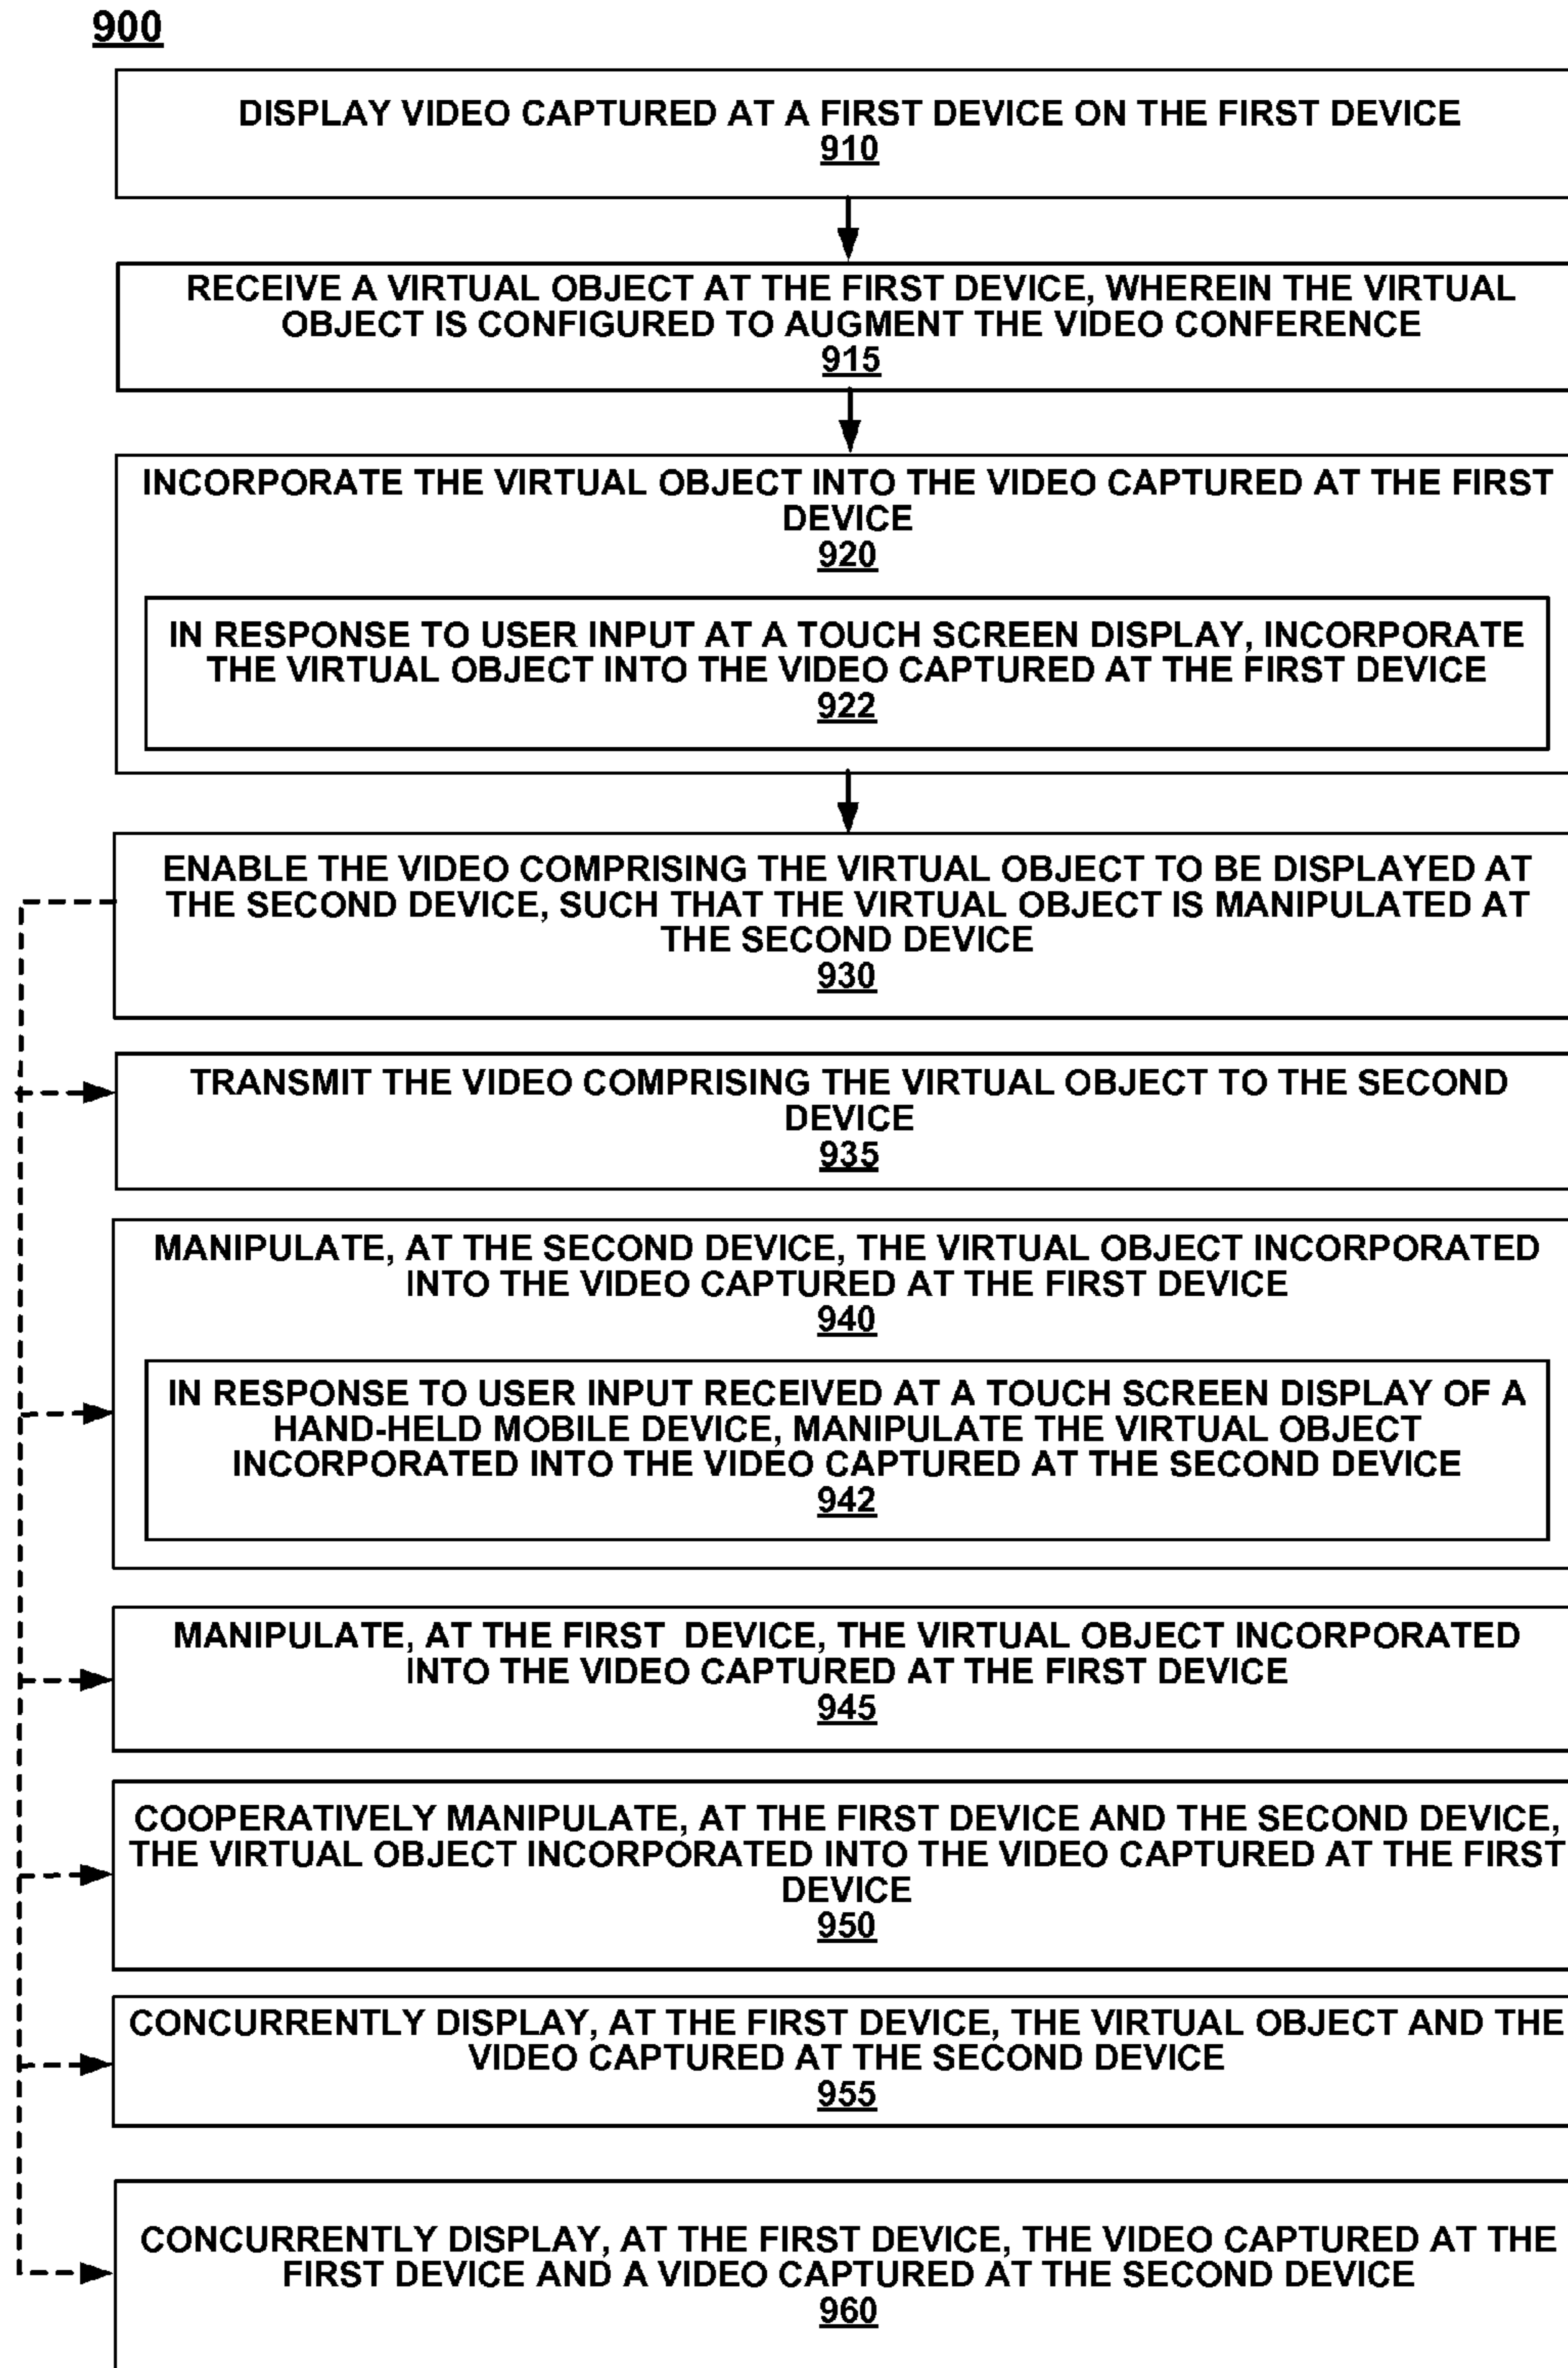 900
DISPLAY VIDEO CAPTURED AT A FIRST DEVICE ON THE FIRST DEVICE
910
RECEIVE A VIRTUAL OBJECT AT THE FIRST DEVICE, WHEREIN THE VIRTUAL
OBJECT IS CONFIGURED TO AUGMENT THE VIDEO CONFERENCE
915
INCORPORATE THE VIRTUAL OBJECT INTO THE VIDEO CAPTURED AT THE FIRST
DEVICE
920
IN RESPONSE TO USER INPUT AT A TOUCH SCREEN DISPLAY, INCORPORATE
THE VIRTUAL OBJECT INTO THE VIDEO CAPTURED AT THE FIRST DEVICE
922
ENABLE THE VIDEO COMPRISING THE VIRTUAL OBJECT TO BE DISPLAYED AT
THE SECOND DEVICE, SUCH THAT THE VIRTUAL OBJECT IS MANIPULATED AT
THE SECOND DEVICE
930
TRANSMIT THE VIDEO COMPRISING THE VIRTUAL OBJECT TO THE SECOND
DEVICE
935
MANIPULATE, AT THE SECOND DEVICE, THE VIRTUAL OBJECT INCORPORATED
INTO THE VIDEO CAPTURED AT THE FIRST DEVICE
940
IN RESPONSE TO USER INPUT RECEIVED AT A TOUCH SCREEN DISPLAY OF A
HAND-HELD MOBILE DEVICE, MANIPULATE THE VIRTUAL OBJECT
INCORPORATED INTO THE VIDEO CAPTURED AT THE SECOND DEVICE
942
MANIPULATE, AT THE FIRST DEVICE, THE VIRTUAL OBJECT INCORPORATED
INTO THE VIDEO CAPTURED AT THE FIRST DEVICE
945
COOPERATIVELY MANIPULATE, AT THE FIRST DEVICE AND THE SECOND DEVICE,
THE VIRTUAL OBJECT INCORPORATED INTO THE VIDEO CAPTURED AT THE FIRST
DEVICE
950
CONCURRENTLY DISPLAY, AT THE FIRST DEVICE, THE VIRTUAL OBJECT AND THE
VIDEO CAPTURED AT THE SECOND DEVICE
955
CONCURRENTLY DISPLAY, AT THE FIRST DEVICE, THE VIDEO CAPTURED AT THE
FIRST DEVICE AND A VIDEO CAPTURED AT THE SECOND DEVICE
960